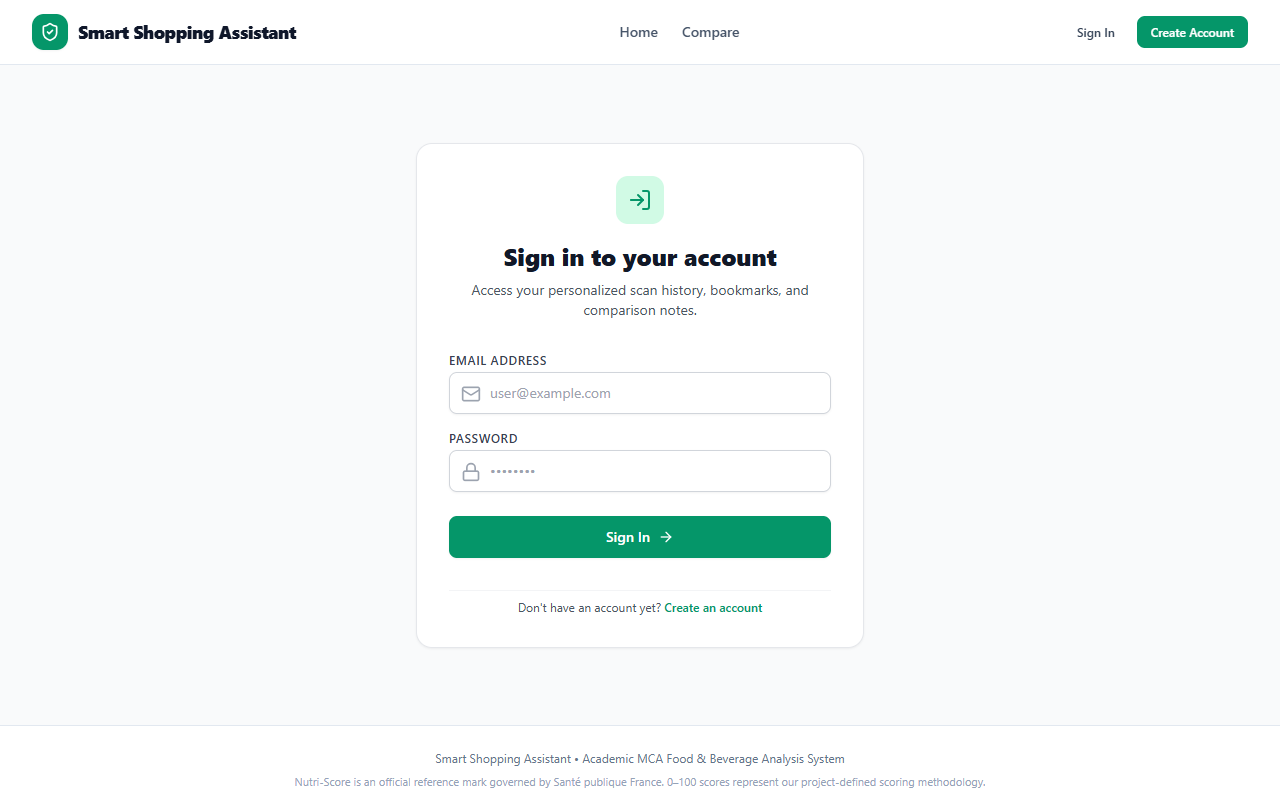 Smart Shopping Assistant
Home
Compare
Sign In
Create Account
Sign in to your account
Access your personalized scan history, bookmarks, and
comparison notes.
EMAIL ADDRESS
user@example.com
PASSWORD
••••••••
Sign In →
Don't have an account yet? Create an account
Smart Shopping Assistant • Academic MCA Food & Beverage Analysis System
Nutri-Score is an official reference mark governed by Santé publique France. 0–100 scores represent our project-defined scoring methodology.